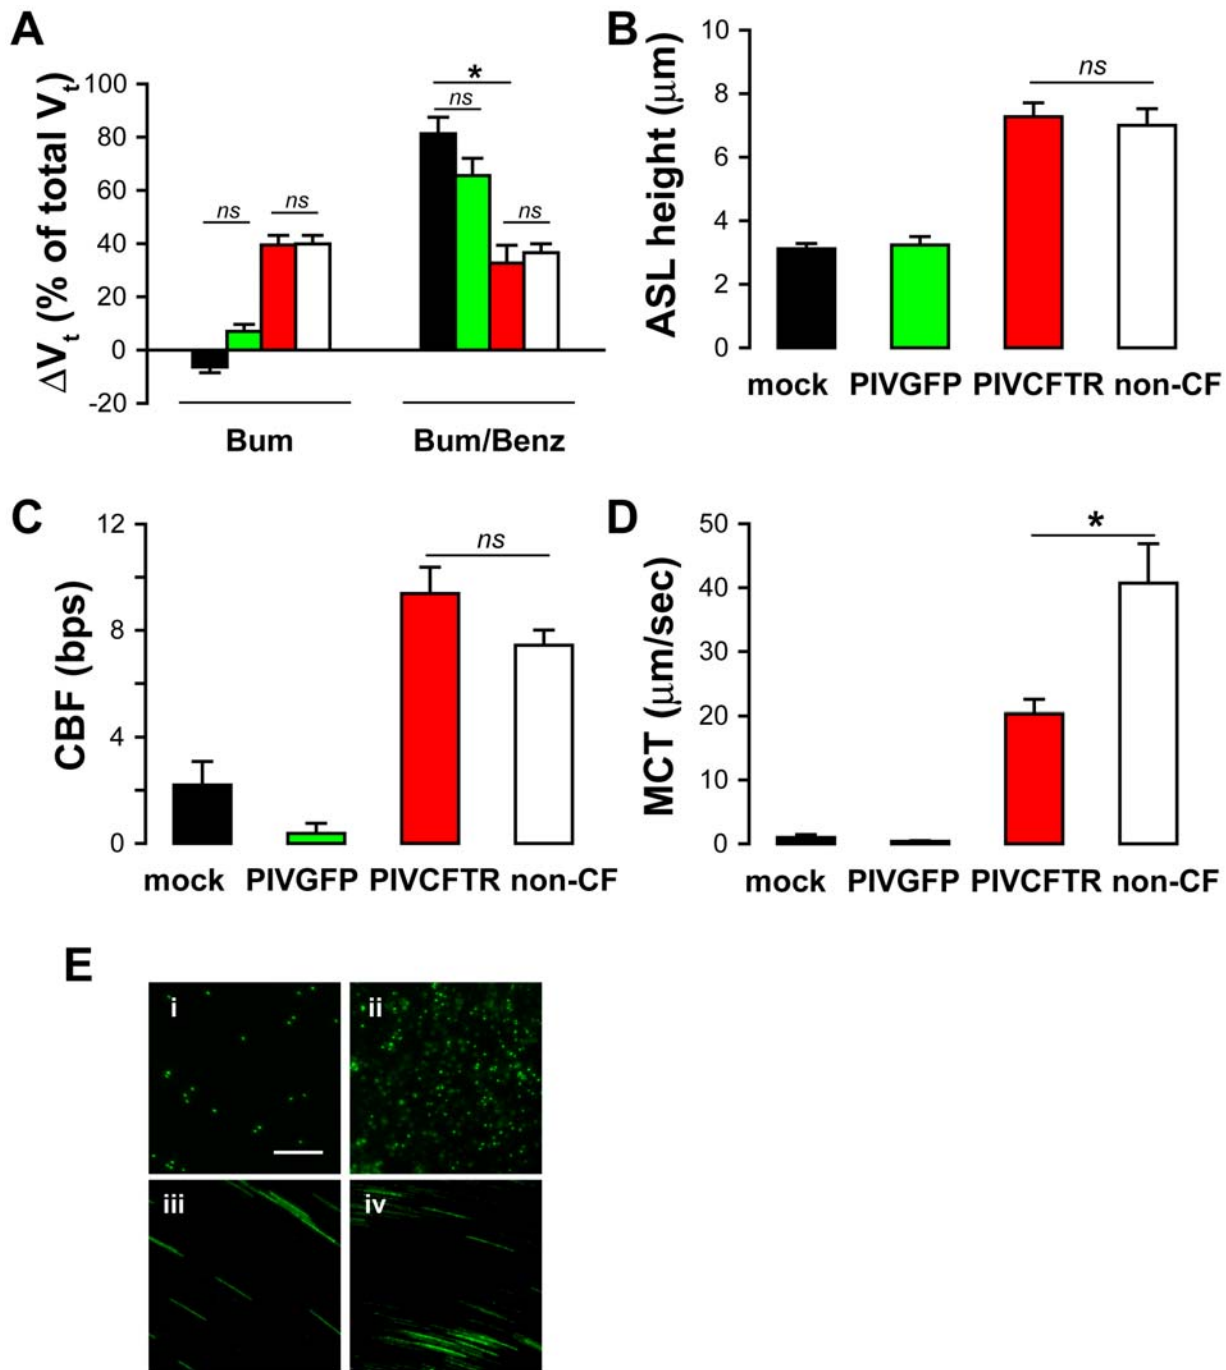 A
ΔVt (% of total Vt)
100
80
60
40
20
0
-20
ns
ns
*
ns
ns
Bum
Bum/Benz
B
ASL height (μm)
10
8
6
4
2
0
ns
mock PIVGFP PIVCFTR non-CF
C
CBF (bps)
12
8
4
0
ns
mock PIVGFP PIVCFTR non-CF
D
MCT (μm/sec)
50
40
30
20
10
0
*
mock PIVGFP PIVCFTR non-CF
E
i
ii
iii
iv